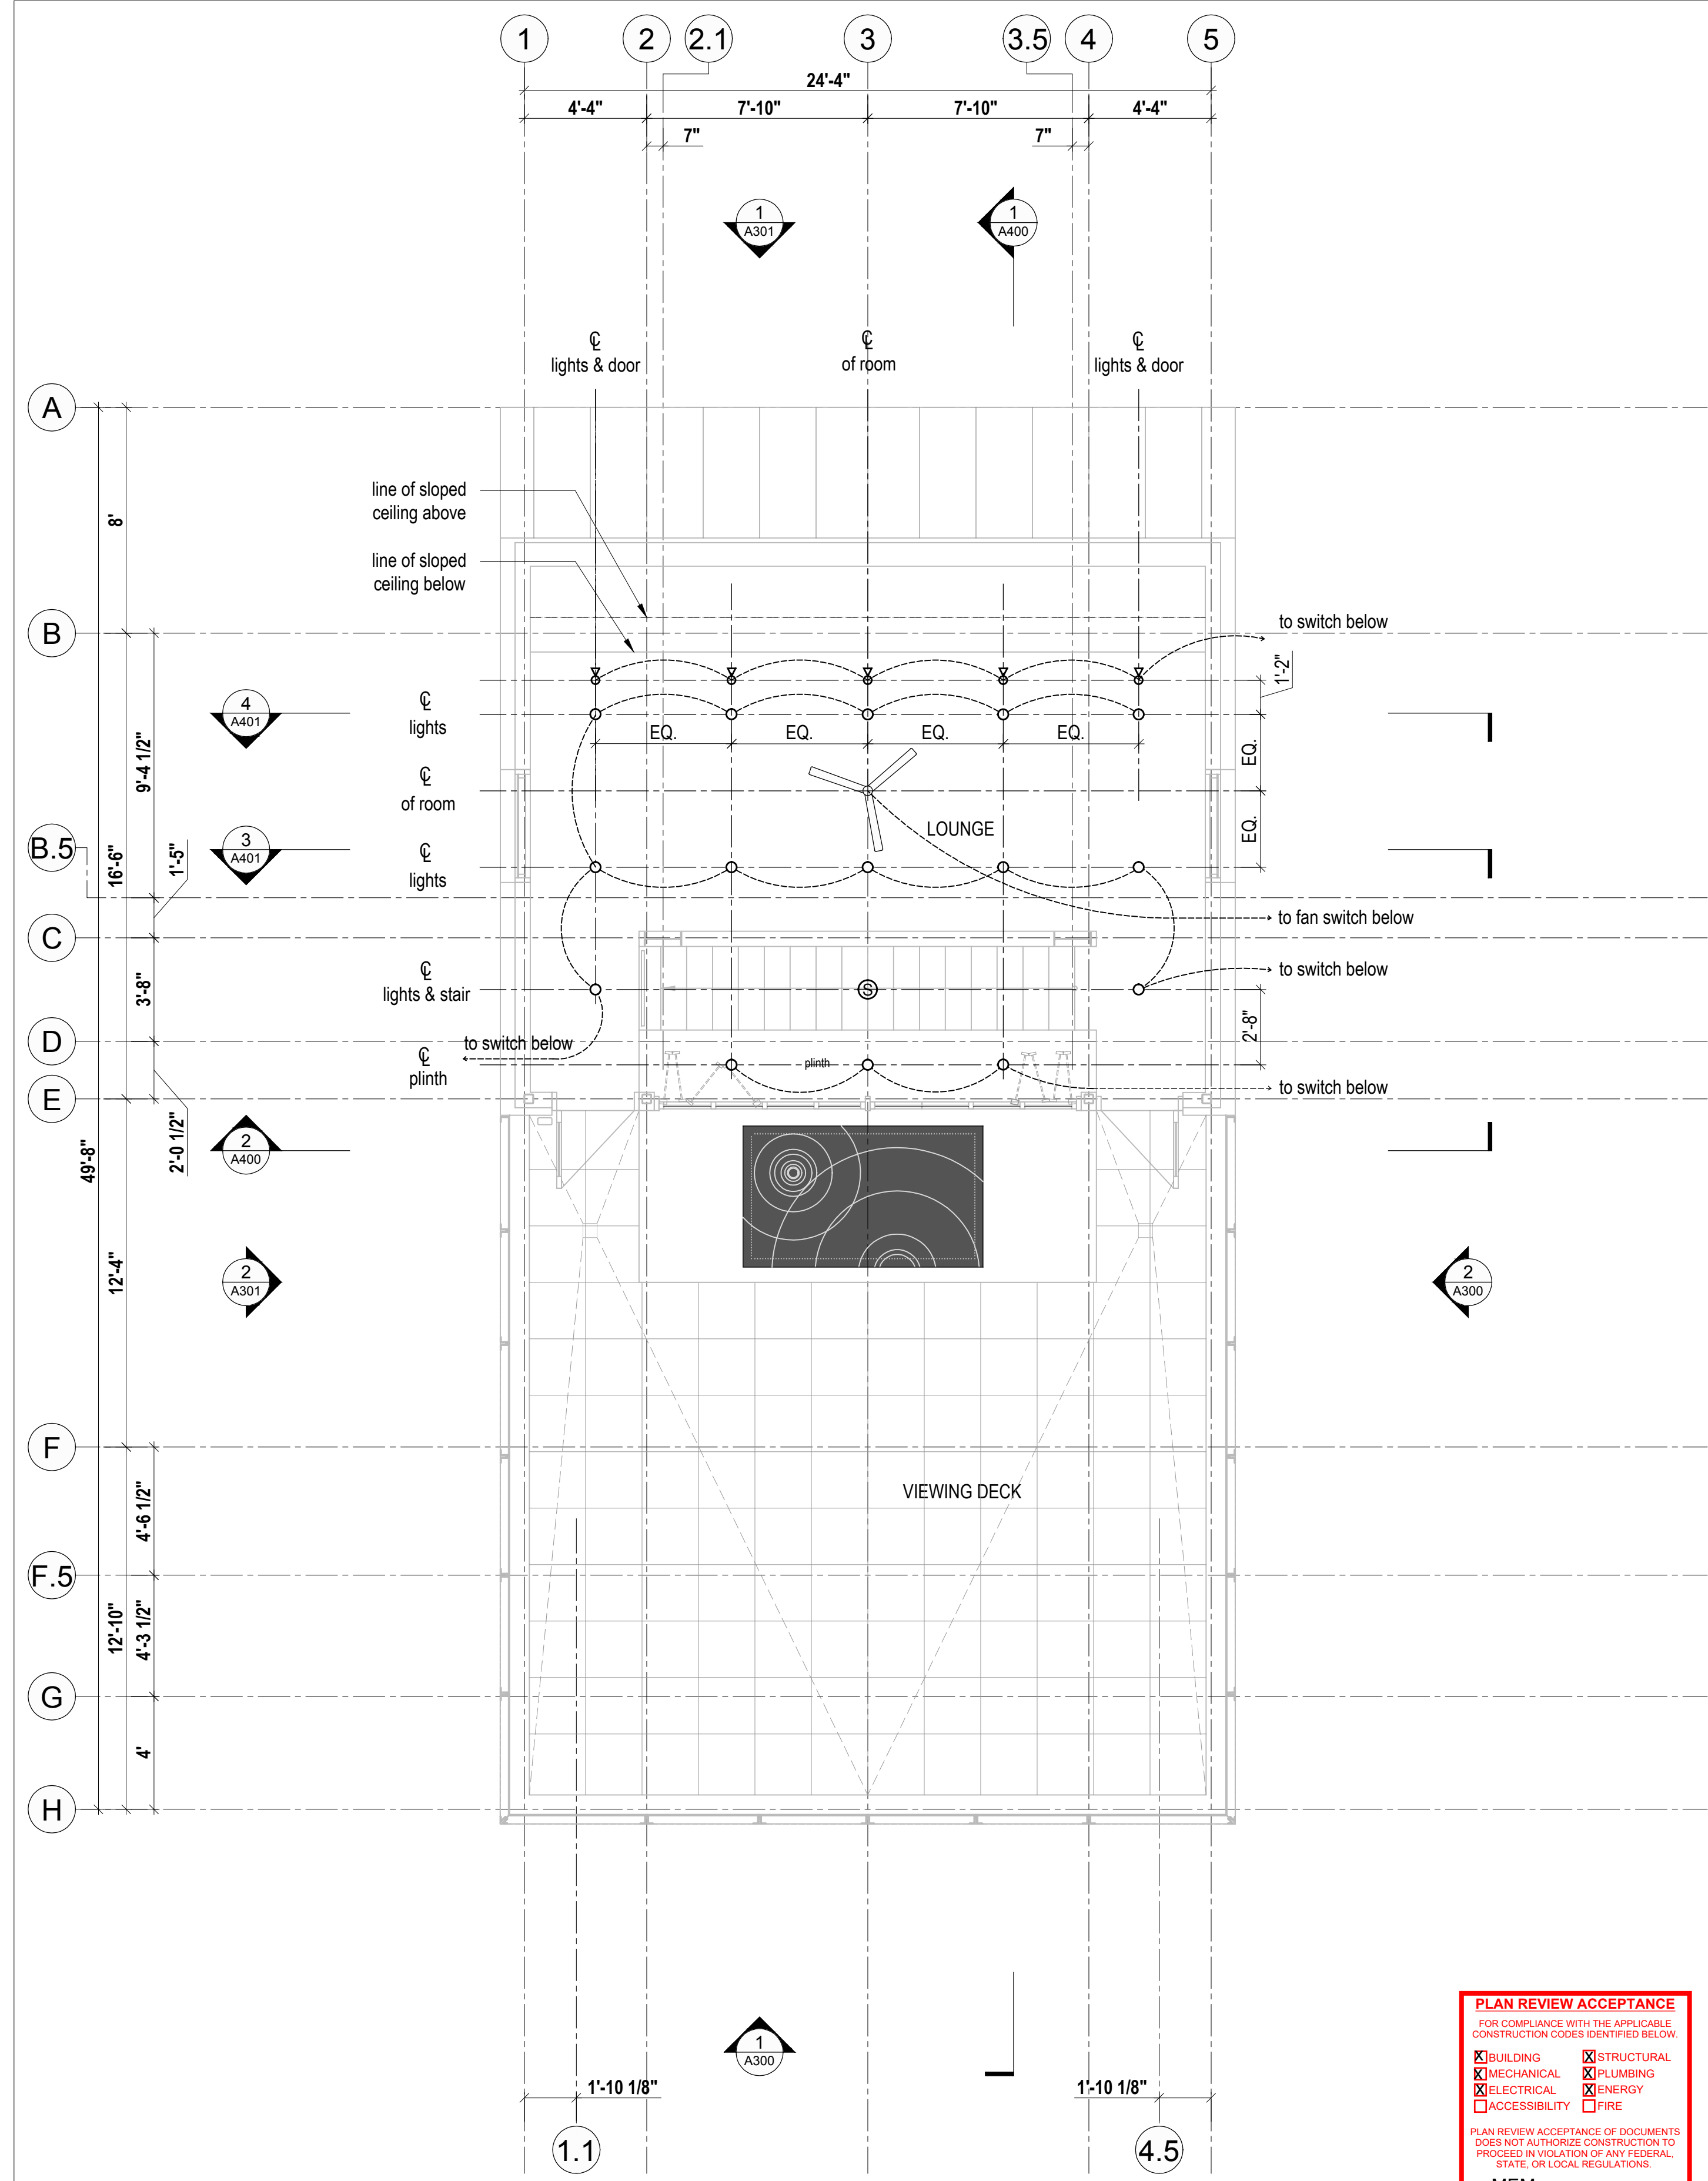 1
2
2.1
3
3.5
4
5
24'-4"
4'-4"
7'-10"
7'-10"
4'-4"
7"
7"
1
A301
1
A400
℄
lights & door
℄
of room
℄
lights & door
A
line of sloped
ceiling above
8'
line of sloped
ceiling below
B
to switch below
1'-2"
4
A401
℄
lights
EQ.
EQ.
EQ.
EQ.
EQ.
9'-4 1/2"
℄
of room
LOUNGE
EQ.
B.5
16'-6"
1'-5"
3
A401
℄
lights
to fan switch below
C
℄
lights & stair
S
to switch below
3'-8"
2'-8"
D
to switch below
℄
plinth
plinth
to switch below
E
49'-8"
2'-0 1/2"
2
A400
12'-4"
2
A301
2
A300
F
VIEWING DECK
4'-6 1/2"
F.5
12'-10"
4'-3 1/2"
G
4'
H
1
A300
1'-10 1/8"
1'-10 1/8"
1.1
4.5
PLAN REVIEW ACCEPTANCE
FOR COMPLIANCE WITH THE APPLICABLE
CONSTRUCTION CODES IDENTIFIED BELOW.
X BUILDING X STRUCTURAL
X MECHANICAL X PLUMBING
X ELECTRICAL X ENERGY
ACCESSIBILITY FIRE
PLAN REVIEW ACCEPTANCE OF DOCUMENTS
DOES NOT AUTHORIZE CONSTRUCTION TO
PROCEED IN VIOLATION OF ANY FEDERAL,
STATE, OR LOCAL REGULATIONS.